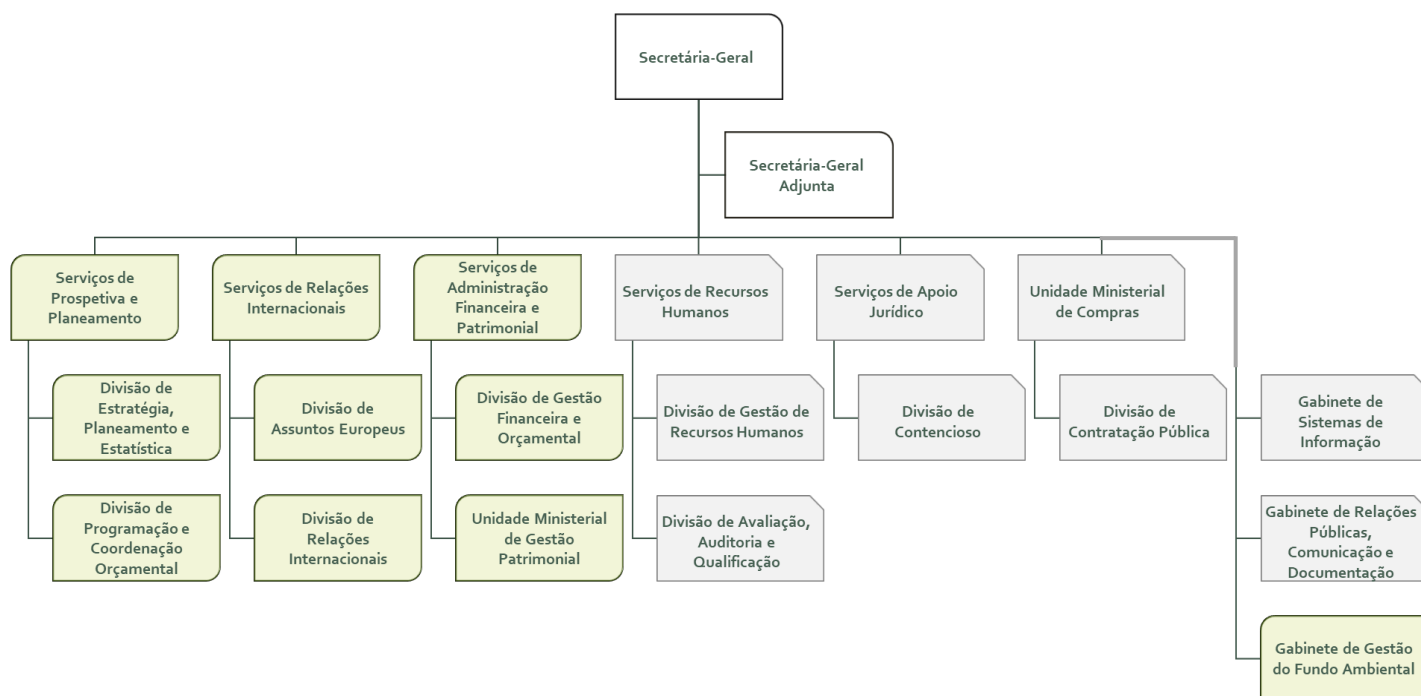 Secretária-Geral
Secretária-Geral
Adjunta
Serviços de
Prospetiva e
Planeamento
Serviços de Relações
Internacionais
Serviços de
Administração
Financeira e
Patrimonial
Serviços de Recursos
Humanos
Serviços de Apoio
Jurídico
Unidade Ministerial
de Compras
Divisão de
Estratégia,
Planeamento e
Estatística
Divisão de
Assuntos Europeus
Divisão de Gestão
Financeira e
Orçamental
Divisão de Gestão de
Recursos Humanos
Divisão de
Contencioso
Divisão de
Contratação Pública
Gabinete de
Sistemas de
Informação
Divisão de
Programação e
Coordenação
Orçamental
Divisão de
Relações
Internacionais
Unidade Ministerial
de Gestão
Patrimonial
Divisão de Avaliação,
Auditoria e
Qualificação
Gabinete de Relações
Públicas,
Comunicação e
Documentação
Gabinete de Gestão
do Fundo Ambiental